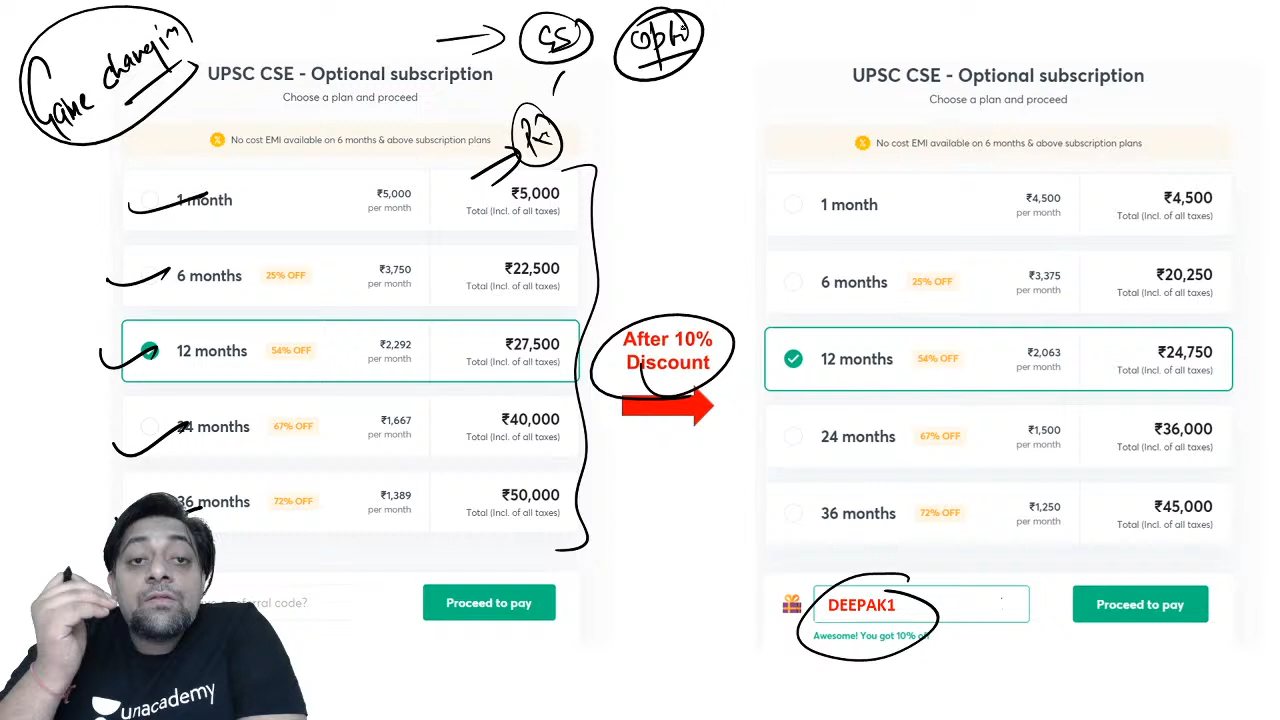 Game changing
GS
UPSC CSE - Optional subscription
Choose a plan and proceed
No cost EMI available on 6 months & above subscription plans
1 month
₹5,000
per month
₹5,000
Total (Incl. of all taxes)
6 months
25% OFF
₹3,750
per month
₹22,500
Total (Incl. of all taxes)
12 months
54% OFF
₹2,292
per month
₹27,500
Total (Incl. of all taxes)
24 months
67% OFF
₹1,667
per month
₹40,000
Total (Incl. of all taxes)
36 months
72% OFF
₹1,389
per month
₹50,000
Total (Incl. of all taxes)
referral code?
Proceed to pay
unacademy
After 10%
Discount
UPSC CSE - Optional subscription
Choose a plan and proceed
No cost EMI available on 6 months & above subscription plans
1 month
₹4,500
per month
₹4,500
Total (Incl. of all taxes)
6 months
25% OFF
₹3,375
per month
₹20,250
Total (Incl. of all taxes)
12 months
54% OFF
₹2,063
per month
₹24,750
Total (Incl. of all taxes)
24 months
67% OFF
₹1,500
per month
₹36,000
Total (Incl. of all taxes)
36 months
72% OFF
₹1,250
per month
₹45,000
Total (Incl. of all taxes)
DEEPAK1
Awesome! You got 10% off
Proceed to pay